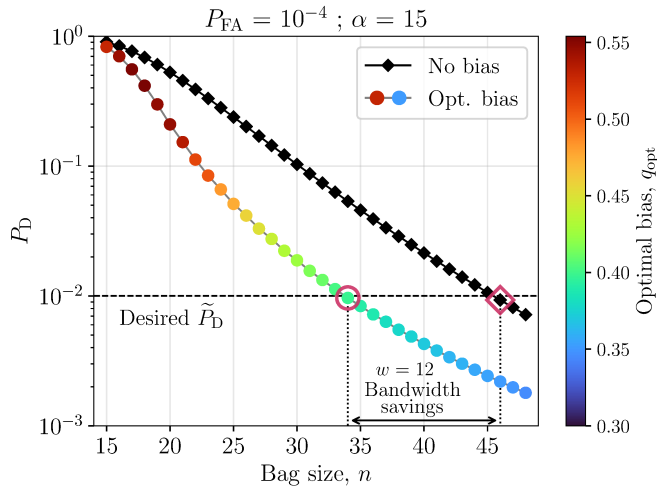 P_FA = 10^-4 ; α = 15
No bias
Opt. bias
10^0
10^-1
10^-2
10^-3
P_D
Desired P̃_D
w = 12
Bandwidth
savings
15 20 25 30 35 40 45
Bag size, n
0.55
0.50
0.45
0.40
0.35
0.30
Optimal bias, q_opt